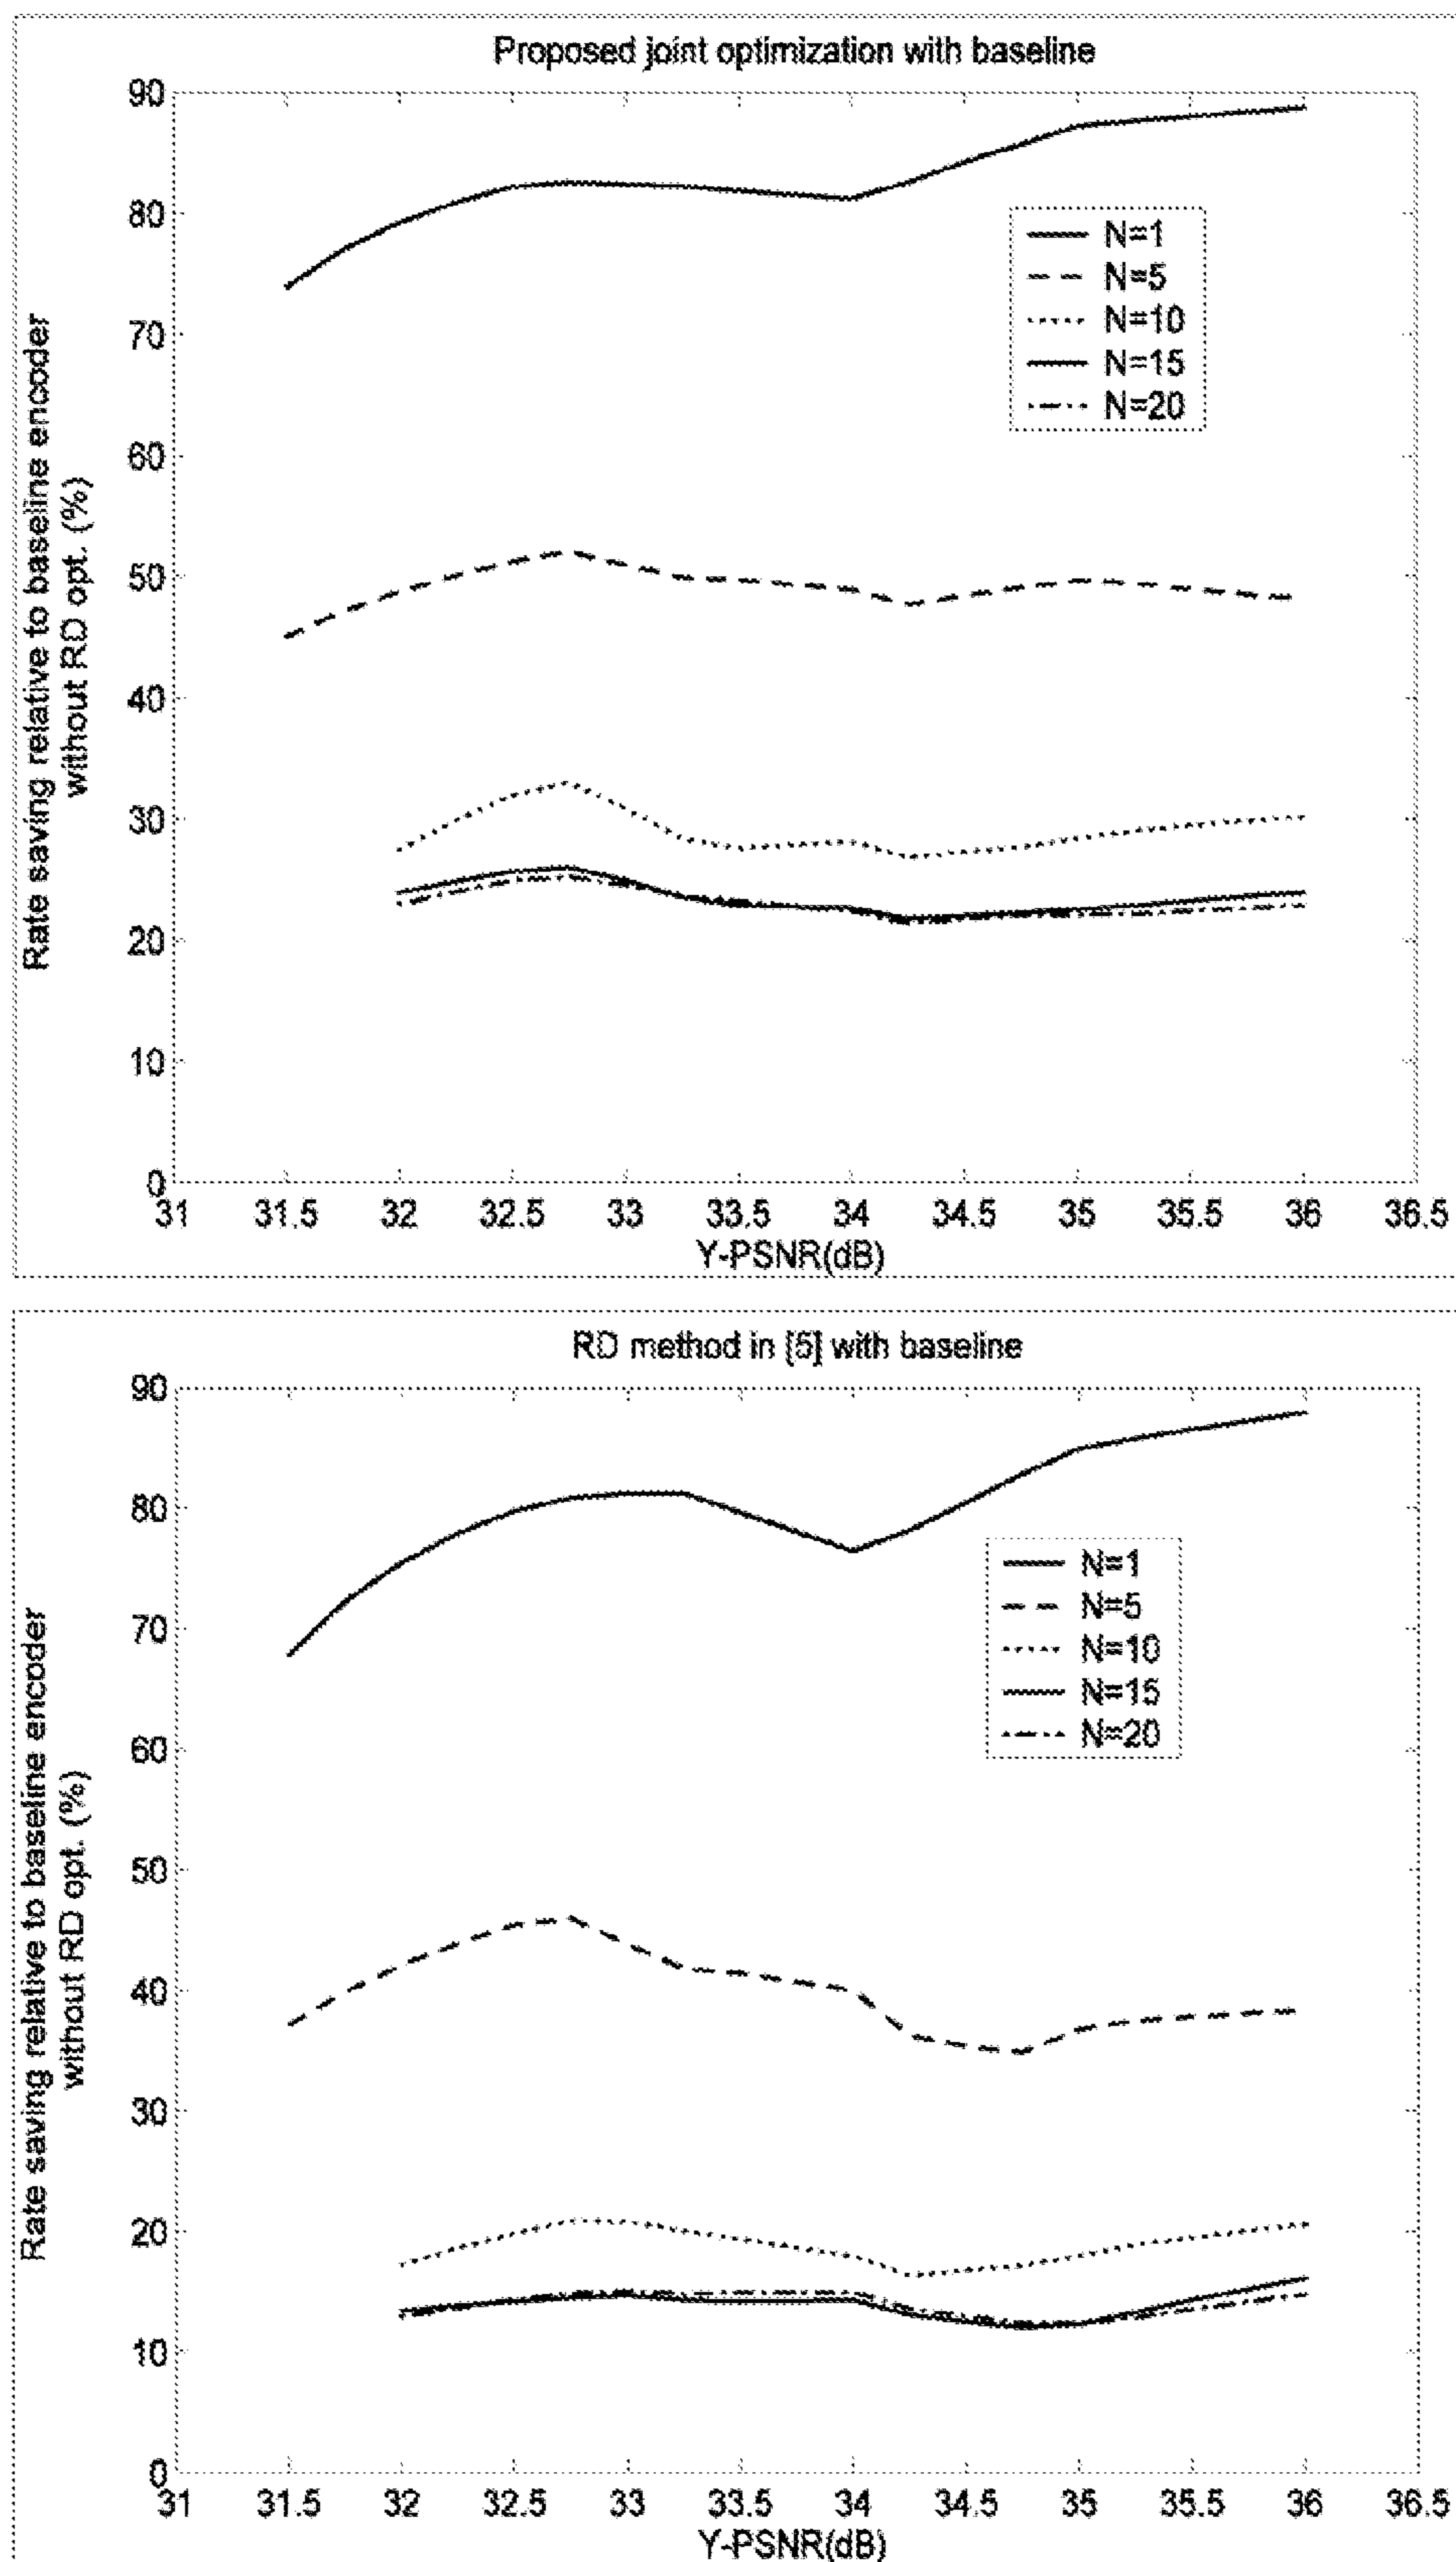 Proposed joint optimization with baseline
90
80
70
60
50
40
30
20
10
0
Rate saving relative to baseline encoder
without RD opt. (%)
N=1
N=5
N=10
N=15
N=20
31 31.5 32 32.5 33 33.5 34 34.5 35 35.5 36 36.5
Y-PSNR(dB)
RD method in [5] with baseline
90
80
70
60
50
40
30
20
10
0
Rate saving relative to baseline encoder
without RD opt. (%)
N=1
N=5
N=10
N=15
N=20
31 31.5 32 32.5 33 33.5 34 34.5 35 35.5 36 36.5
Y-PSNR(dB)